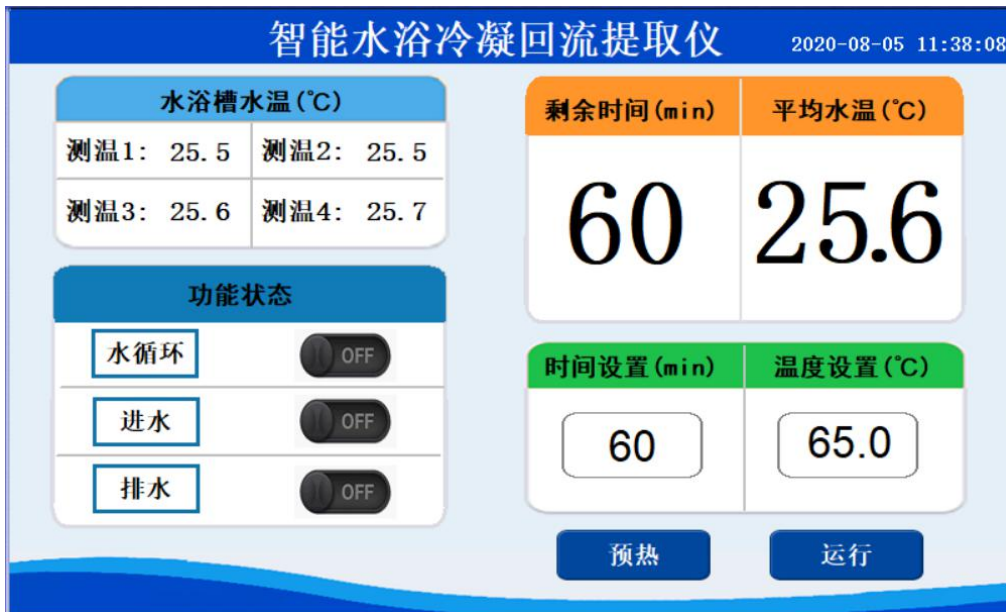 智能水浴冷凝回流提取仪 2020-08-05 11:38:08
水浴槽水温(℃)
测温1: 25.5 测温2: 25.5
测温3: 25.6 测温4: 25.7
功能状态
水循环 OFF
进水 OFF
排水 OFF
剩余时间(min) 平均水温(℃)
60 25.6
时间设置(min) 温度设置(℃)
60 65.0
预热 运行